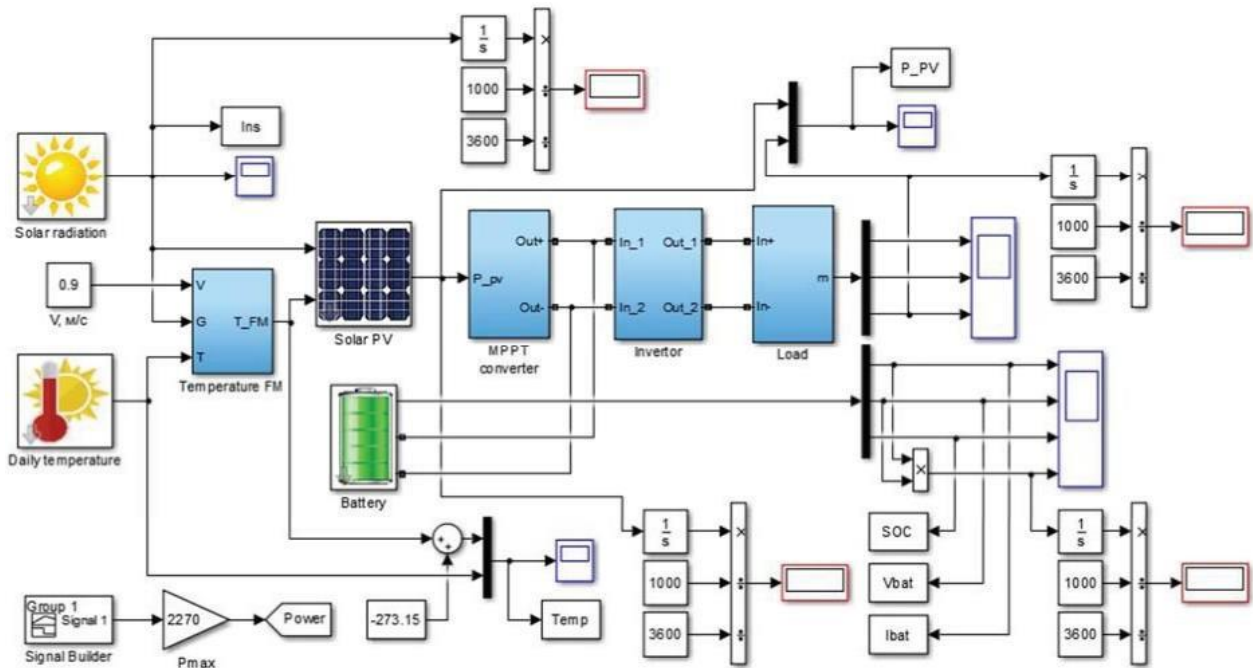 1
s
1000
3600
×
÷
÷
P_PV
Ins
Solar radiation
0.9
V, м/с
V
G
T
T_FM
Temperature FM
Daily temperature
Solar PV
P_pv
Out+
Out-
MPPT
converter
In_1
In_2
Out_1
Out_2
Invertor
In+
In-
m
Load
1
s
1000
3600
÷
÷
Battery
+
+
-273.15
Temp
1
s
1000
3600
×
÷
÷
×
SOC
Vbat
Ibat
1
s
1000
3600
×
÷
÷
Group 1
Signal 1
Signal Builder
2270
Pmax
Power